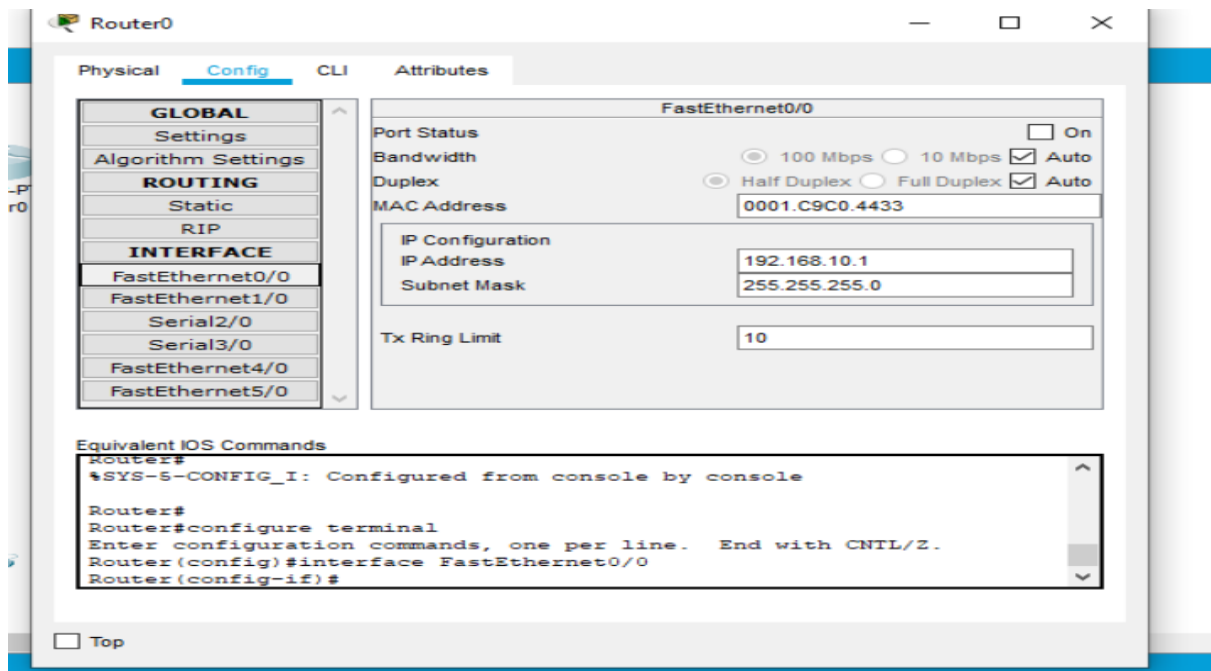 Router0
Physical Config CLI Attributes
GLOBAL
Settings
Algorithm Settings
ROUTING
Static
RIP
INTERFACE
FastEthernet0/0
FastEthernet1/0
Serial2/0
Serial3/0
FastEthernet4/0
FastEthernet5/0
FastEthernet0/0
Port Status On
Bandwidth 100 Mbps 10 Mbps Auto
Duplex Half Duplex Full Duplex Auto
MAC Address 0001.C9C0.4433
IP Configuration
IP Address 192.168.10.1
Subnet Mask 255.255.255.0
Tx Ring Limit 10
Equivalent IOS Commands
Router#
%SYS-5-CONFIG_I: Configured from console by console
Router#
Router#configure terminal
Enter configuration commands, one per line. End with CNTL/Z.
Router(config)#interface FastEthernet0/0
Router(config-if)#
Top